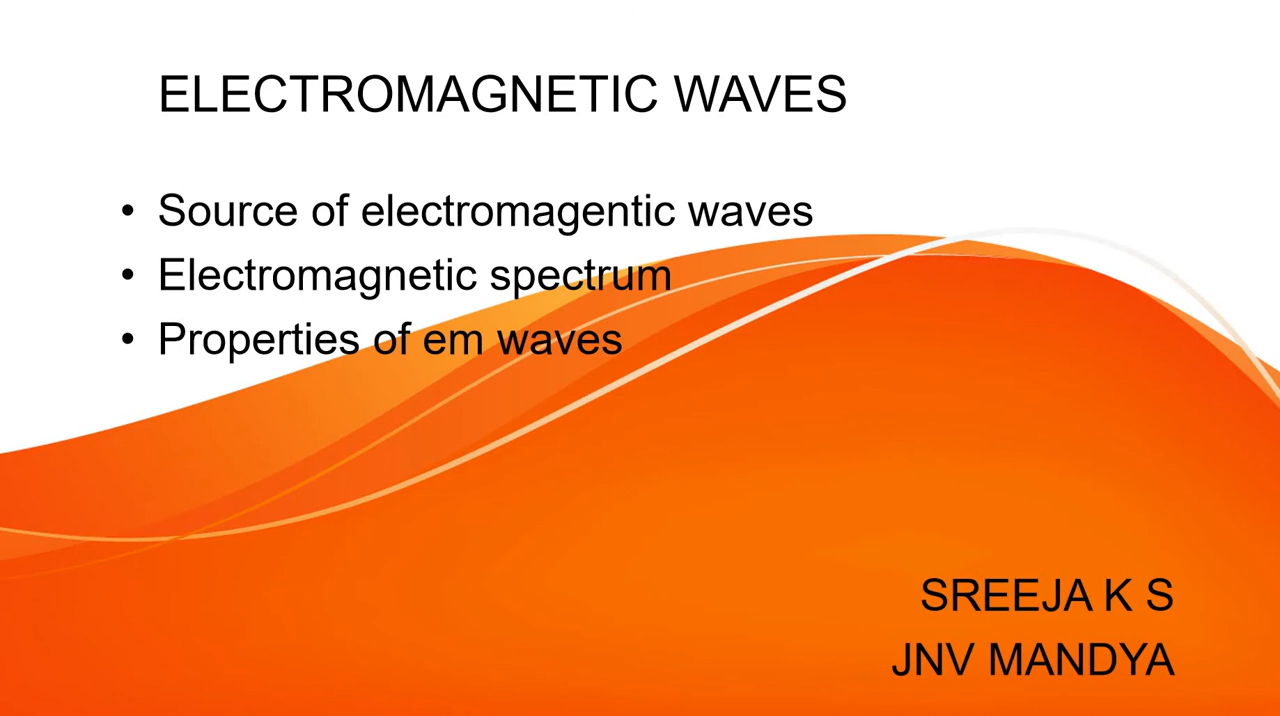 ELECTROMAGNETIC WAVES
• Source of electromagentic waves
• Electromagnetic spectrum
• Properties of em waves
SREEJA K S
JNV MANDYA